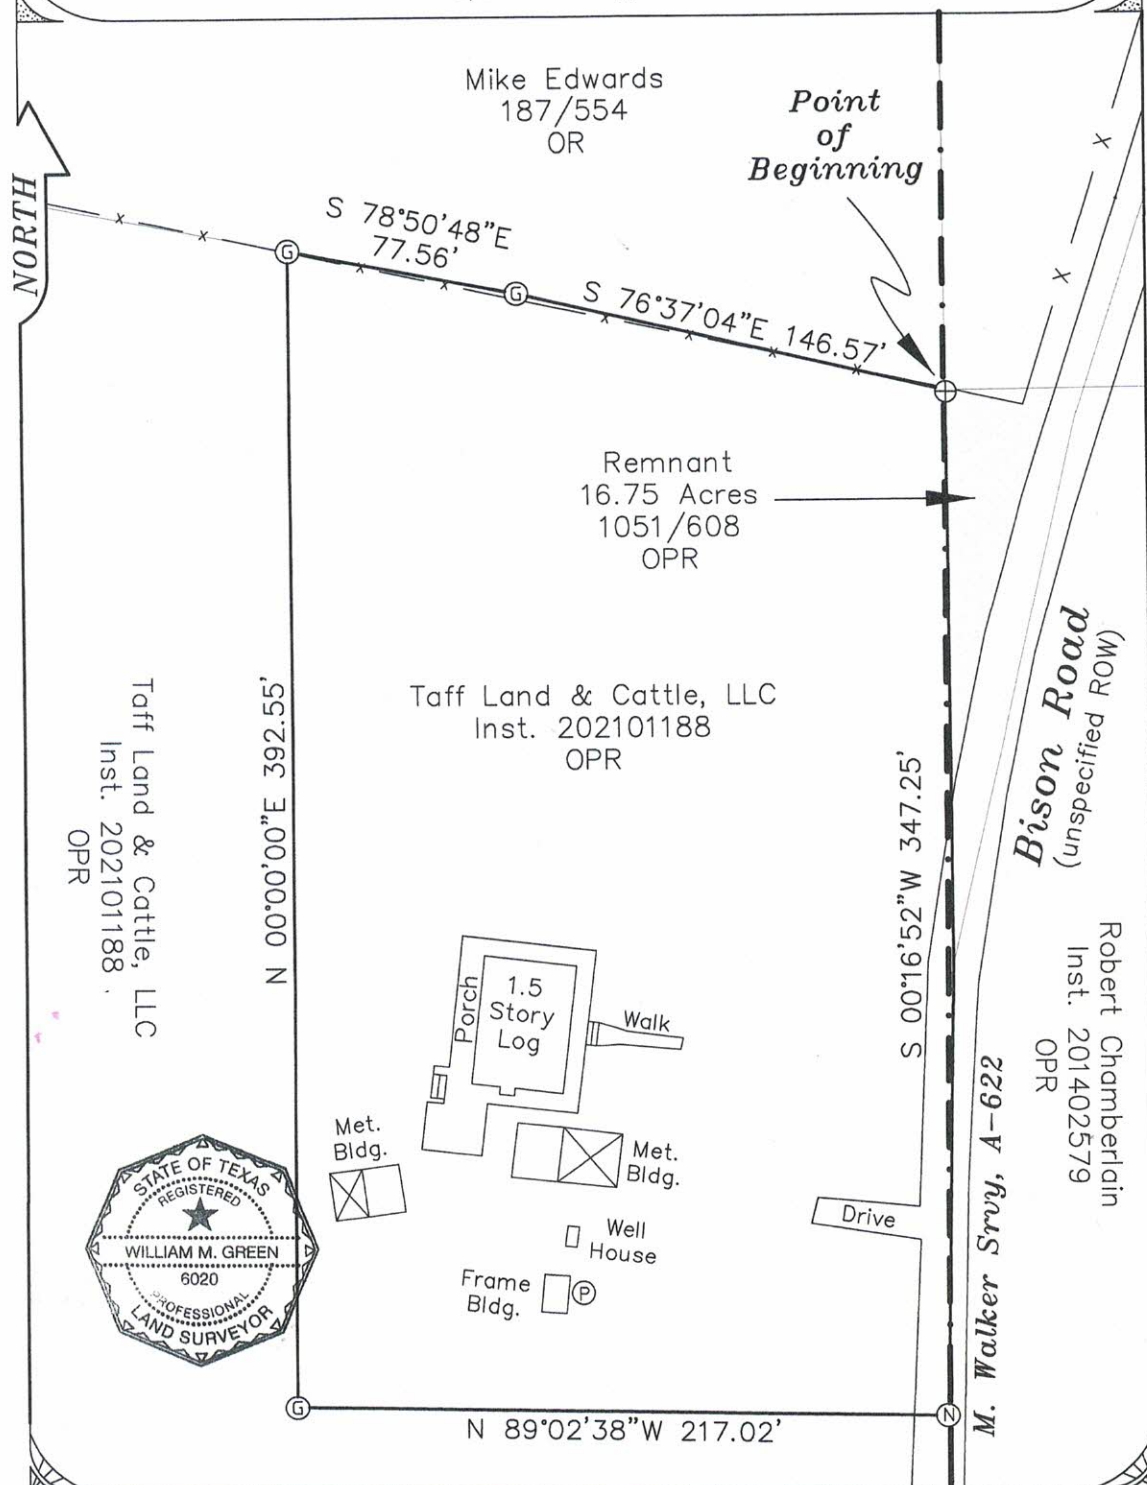 Mike Edwards
187/554
OR
Point
of
Beginning
NORTH
S 78°50'48"E
77.56'
G
G
S 76°37'04"E 146.57'
Remnant
16.75 Acres
1051/608
OPR
Taff Land & Cattle, LLC
Inst. 202101188
OPR
N 00°00'00"E 392.55'
Taff Land & Cattle, LLC
Inst. 202101188
OPR
S 00°16'52"W 347.25'
Bison Road
(unspecified ROW)
Robert Chamberlain
Inst. 201402579
OPR
M. Walker Srvy, A-622
Porch
1.5
Story
Log
Walk
Met.
Bldg.
Met.
Bldg.
Drive
Well
House
Frame
Bldg.
P
STATE OF TEXAS
REGISTERED
WILLIAM M. GREEN
6020
PROFESSIONAL
LAND SURVEYOR
G
N
N 89°02'38"W 217.02'